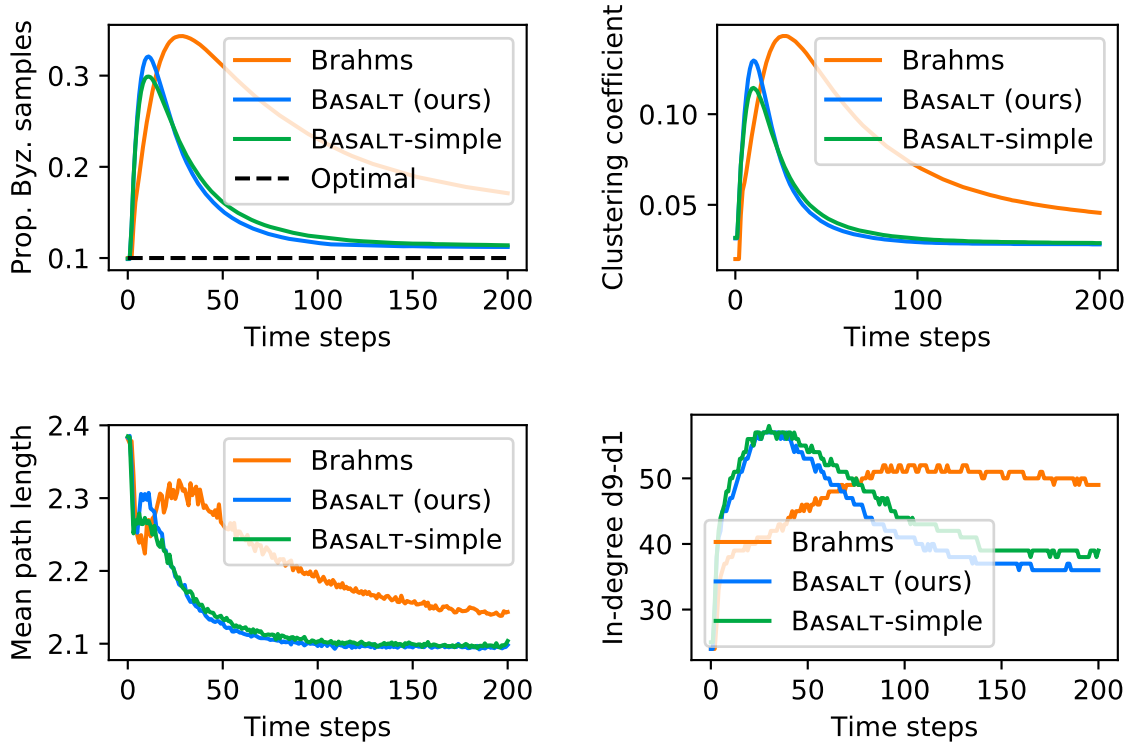 Prop. Byz. samples
0.3
0.2
0.1
Brahms
BASALT (ours)
BASALT-simple
Optimal
0
50
100
150
200
Time steps
Clustering coefficient
0.10
0.05
Brahms
BASALT (ours)
BASALT-simple
0
100
200
Time steps
Mean path length
2.4
2.3
2.2
2.1
Brahms
BASALT (ours)
BASALT-simple
0
50
100
150
200
Time steps
In-degree d9-d1
50
40
30
Brahms
BASALT (ours)
BASALT-simple
0
50
100
150
200
Time steps